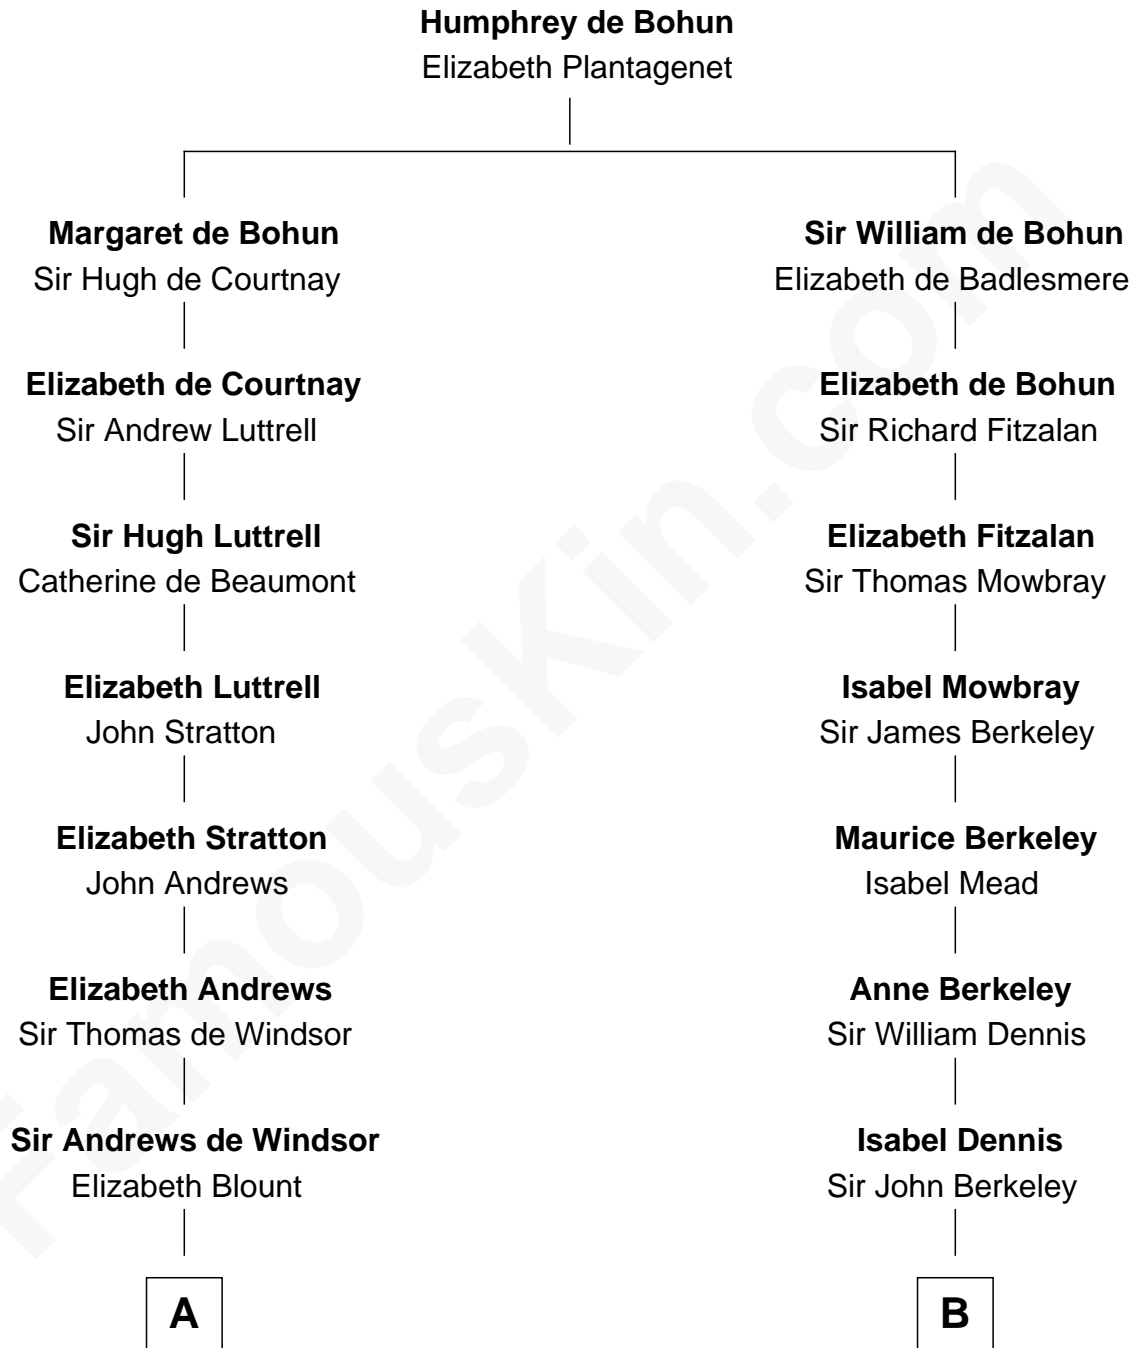 Humphrey de Bohun
Elizabeth Plantagenet
Margaret de Bohun
Sir Hugh de Courtnay
Sir William de Bohun
Elizabeth de Badlesmere
Elizabeth de Courtnay
Sir Andrew Luttrell
Elizabeth de Bohun
Sir Richard Fitzalan
Sir Hugh Luttrell
Catherine de Beaumont
Elizabeth Fitzalan
Sir Thomas Mowbray
Elizabeth Luttrell
John Stratton
Isabel Mowbray
Sir James Berkeley
Elizabeth Stratton
John Andrews
Maurice Berkeley
Isabel Mead
Elizabeth Andrews
Sir Thomas de Windsor
Anne Berkeley
Sir William Dennis
Sir Andrews de Windsor
Elizabeth Blount
Isabel Dennis
Sir John Berkeley
A
B
FamousKin.com